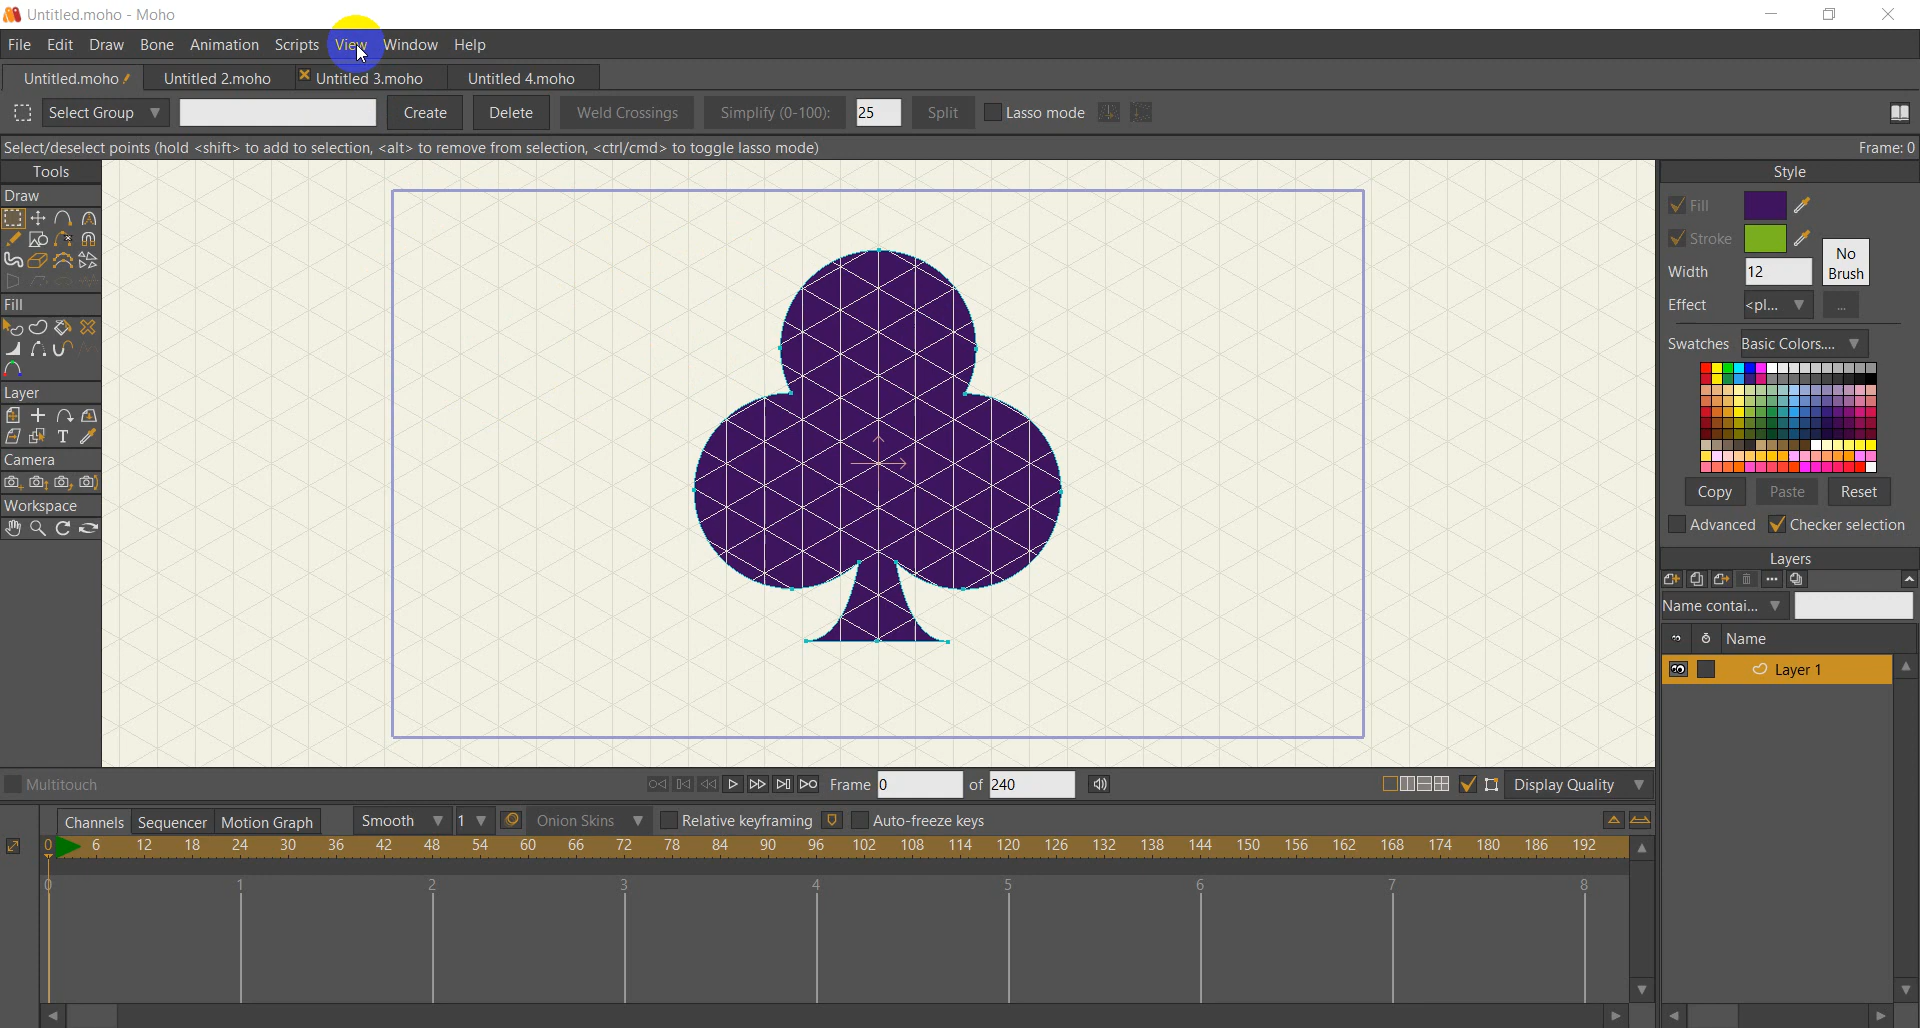 Untitled.moho - Moho
File Edit Draw Bone Animation Scripts View Window Help
Untitled.moho Untitled 2.moho Untitled 3.moho Untitled 4.moho
Select Group Create Delete Weld Crossings Simplify (0-100): 25 Split Lasso mode
Select/deselect points (hold <shift> to add to selection, <alt> to remove from selection, <ctrl/cmd> to toggle lasso mode) Frame: 0
Tools
Draw
Fill
Layer
T
Camera
Workspace
Style
Fill
Stroke
Width 12
No
Brush
Effect <pl... ...
Swatches Basic Colors....
Copy Paste Reset
Advanced Checker selection
Layers
Name contai...
Name
Layer 1
Multitouch Frame 0 of 240 Display Quality
Channels Sequencer Motion Graph Smooth 1 Onion Skins Relative keyframing Auto-freeze keys
0 6 12 18 24 30 36 42 48 54 60 66 72 78 84 90 96 102 108 114 120 126 132 138 144 150 156 162 168 174 180 186 192
0 1 2 3 4 5 6 7 8